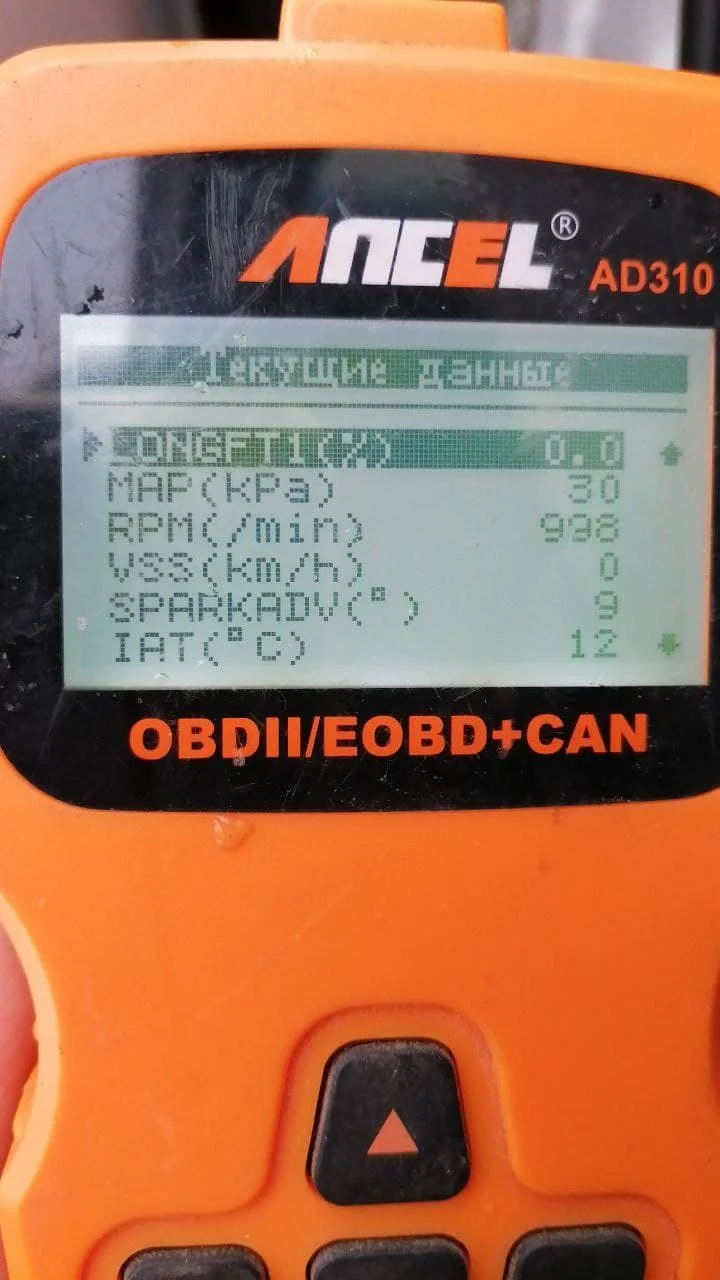 ANCEL® AD310
Текущие данные
LONGFT1(%) 0.0
MAP(kPa) 30
RPM(/min) 998
VSS(km/h) 0
SPARKADV(°) 9
IAT(°C) 12
OBDII/EOBD+CAN